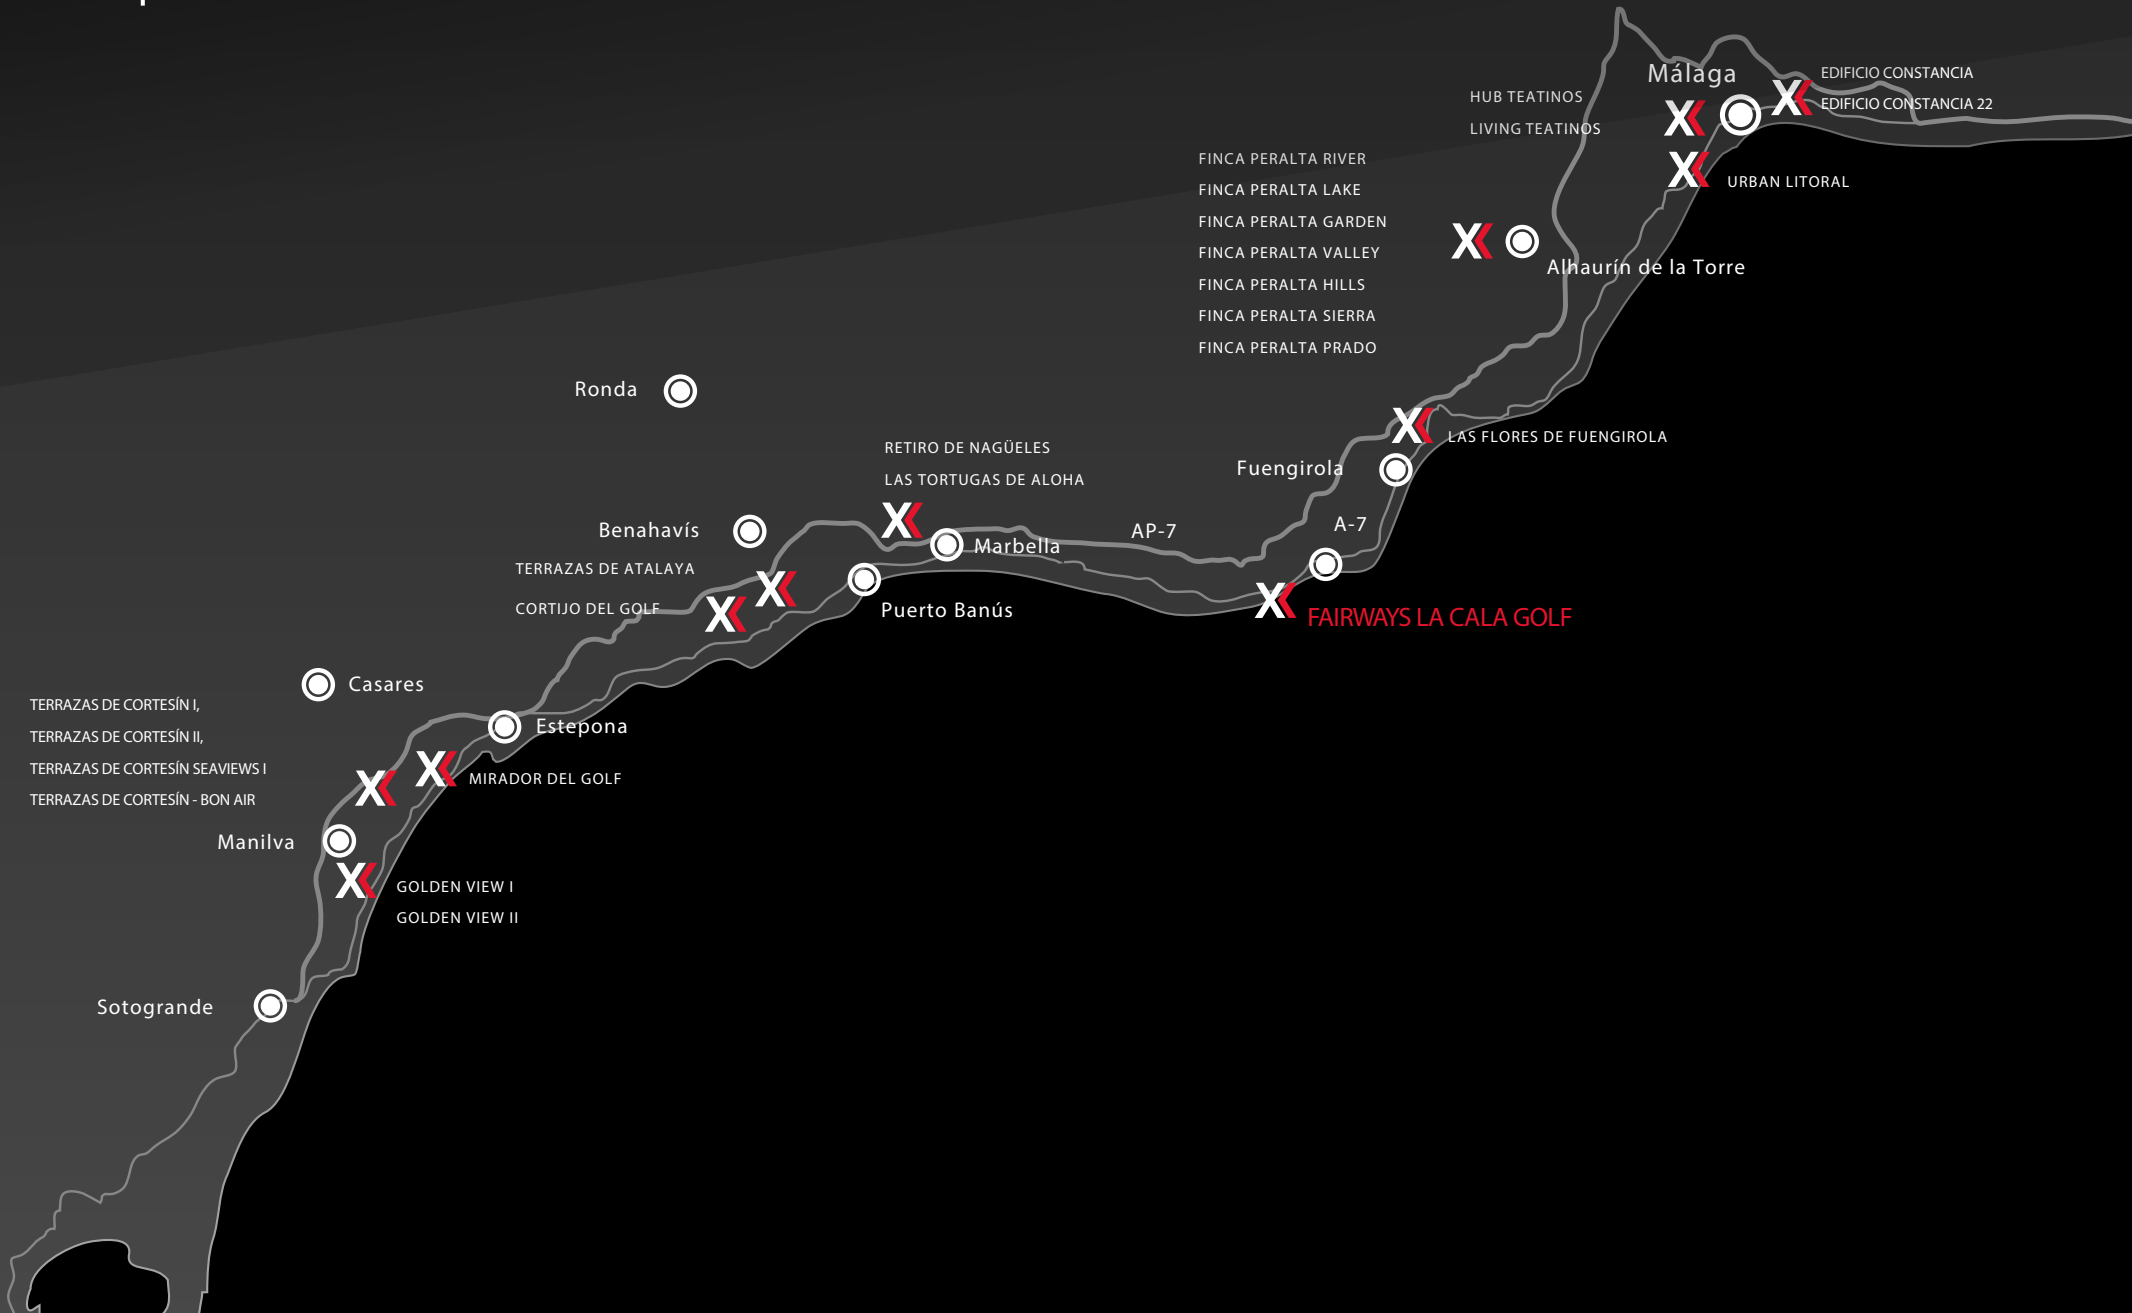 Málaga
EDIFICIO CONSTANCIA
EDIFICIO CONSTANCIA 22
HUB TEATINOS
LIVING TEATINOS
URBAN LITORAL
FINCA PERALTA RIVER
FINCA PERALTA LAKE
FINCA PERALTA GARDEN
FINCA PERALTA VALLEY
FINCA PERALTA HILLS
FINCA PERALTA SIERRA
FINCA PERALTA PRADO
Alhaurín de la Torre
Ronda
RETIRO DE NAGÜELES
LAS TORTUGAS DE ALOHA
LAS FLORES DE FUENGIROLA
Fuengirola
Benahavís
Marbella
AP-7
A-7
TERRAZAS DE ATALAYA
CORTIJO DEL GOLF
Puerto Banús
FAIRWAYS LA CALA GOLF
Casares
TERRAZAS DE CORTESÍN I,
TERRAZAS DE CORTESÍN II,
TERRAZAS DE CORTESÍN SEAVIEWS I
TERRAZAS DE CORTESÍN - BON AIR
Estepona
MIRADOR DEL GOLF
Manilva
GOLDEN VIEW I
GOLDEN VIEW II
Sotogrande